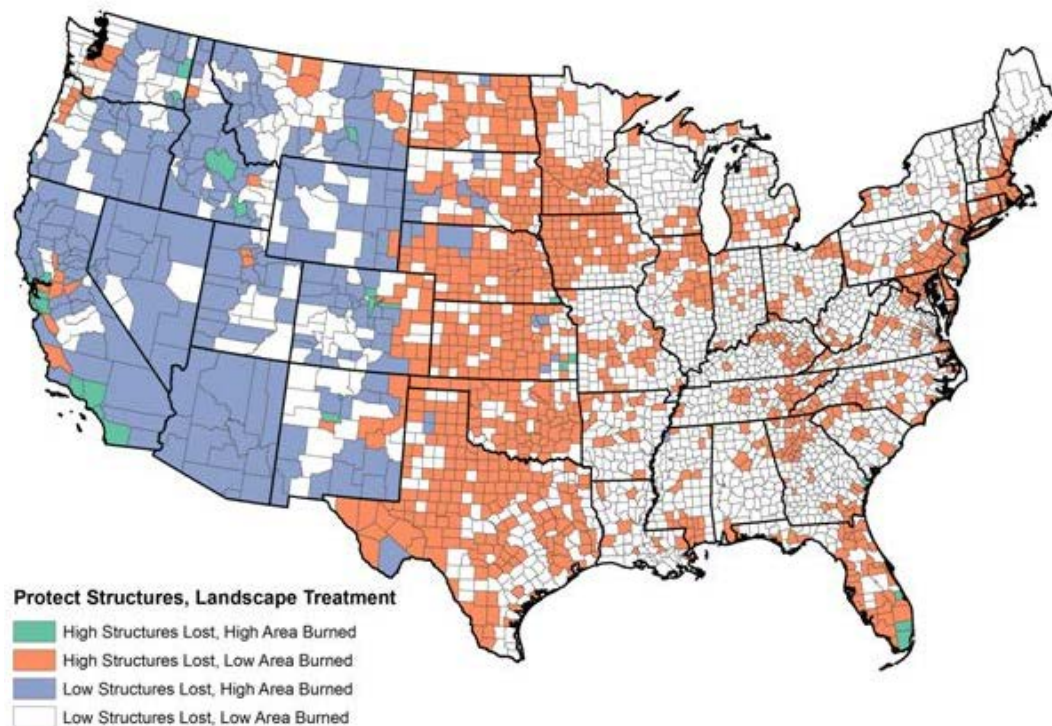 Protect Structures, Landscape Treatment
High Structures Lost, High Area Burned
High Structures Lost, Low Area Burned
Low Structures Lost, High Area Burned
Low Structures Lost, Low Area Burned